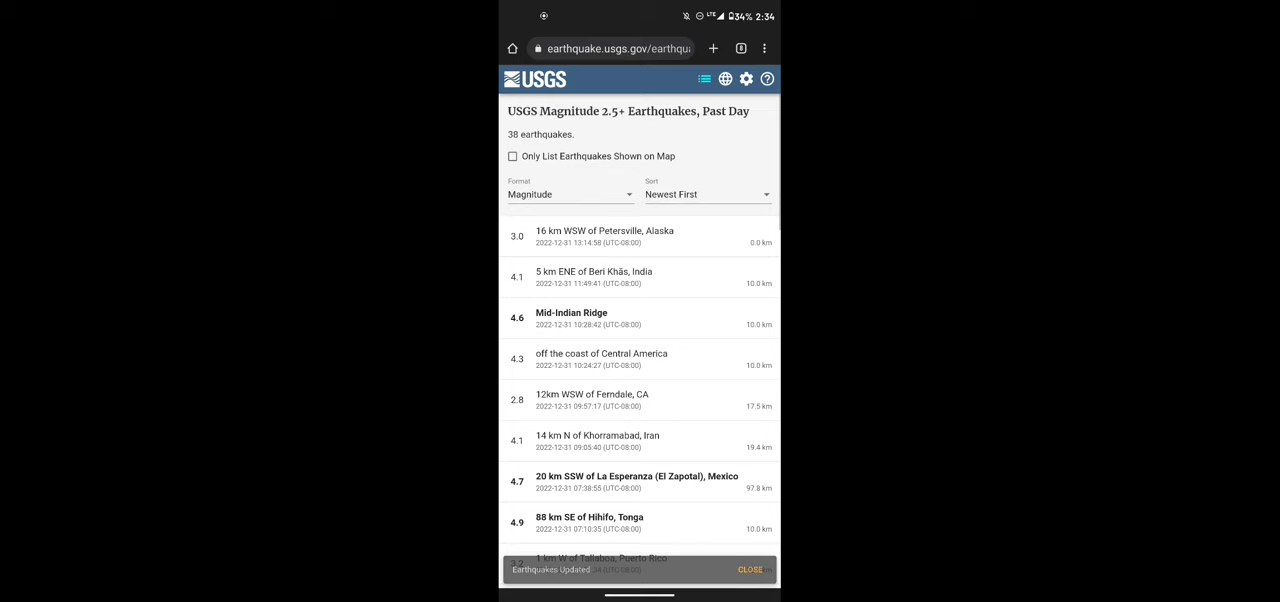 LTE 34% 2:34
earthquake.usgs.gov/earthqu
8
USGS
USGS Magnitude 2.5+ Earthquakes, Past Day
38 earthquakes.
Only List Earthquakes Shown on Map
Format
Magnitude
Sort
Newest First
3.0
16 km WSW of Petersville, Alaska
2022-12-31 13:14:58 (UTC-08:00)
0.0 km
4.1
5 km ENE of Beri Khās, India
2022-12-31 11:49:41 (UTC-08:00)
10.0 km
4.6
Mid-Indian Ridge
2022-12-31 10:28:42 (UTC-08:00)
10.0 km
4.3
off the coast of Central America
2022-12-31 10:24:27 (UTC-08:00)
10.0 km
2.8
12km WSW of Ferndale, CA
2022-12-31 09:57:17 (UTC-08:00)
17.5 km
4.1
14 km N of Khorramabad, Iran
2022-12-31 09:05:40 (UTC-08:00)
19.4 km
4.7
20 km SSW of La Esperanza (El Zapotal), Mexico
2022-12-31 07:38:55 (UTC-08:00)
97.8 km
4.9
88 km SE of Hihifo, Tonga
2022-12-31 07:10:35 (UTC-08:00)
10.0 km
1 km W of Tallaboa, Puerto Rico
Earthquakes Updated
CLOSE